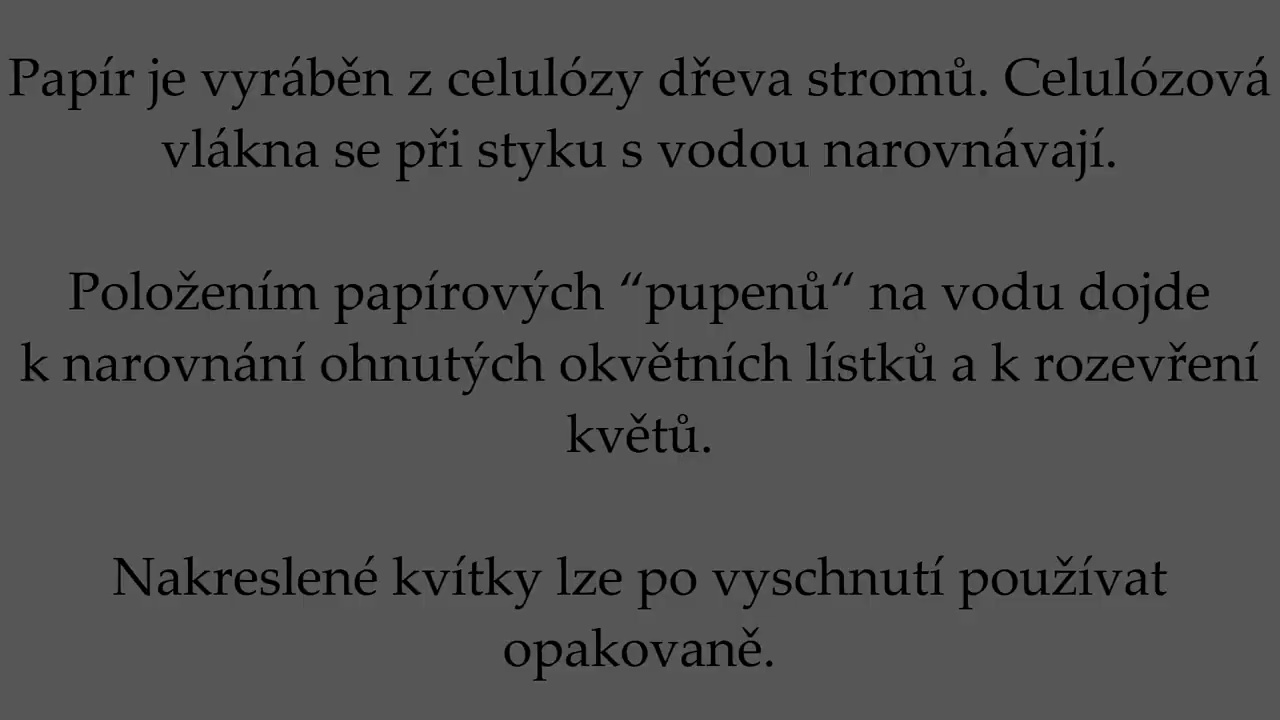 Papír je vyráběn z celulózy dřeva stromů. Celulózová
vlákna se při styku s vodou narovnávají.
Položením papírových “pupenů“ na vodu dojde
k narovnání ohnutých okvětních lístků a k rozevření
květů.
Nakreslené kvítky lze po vyschnutí používat
opakovaně.